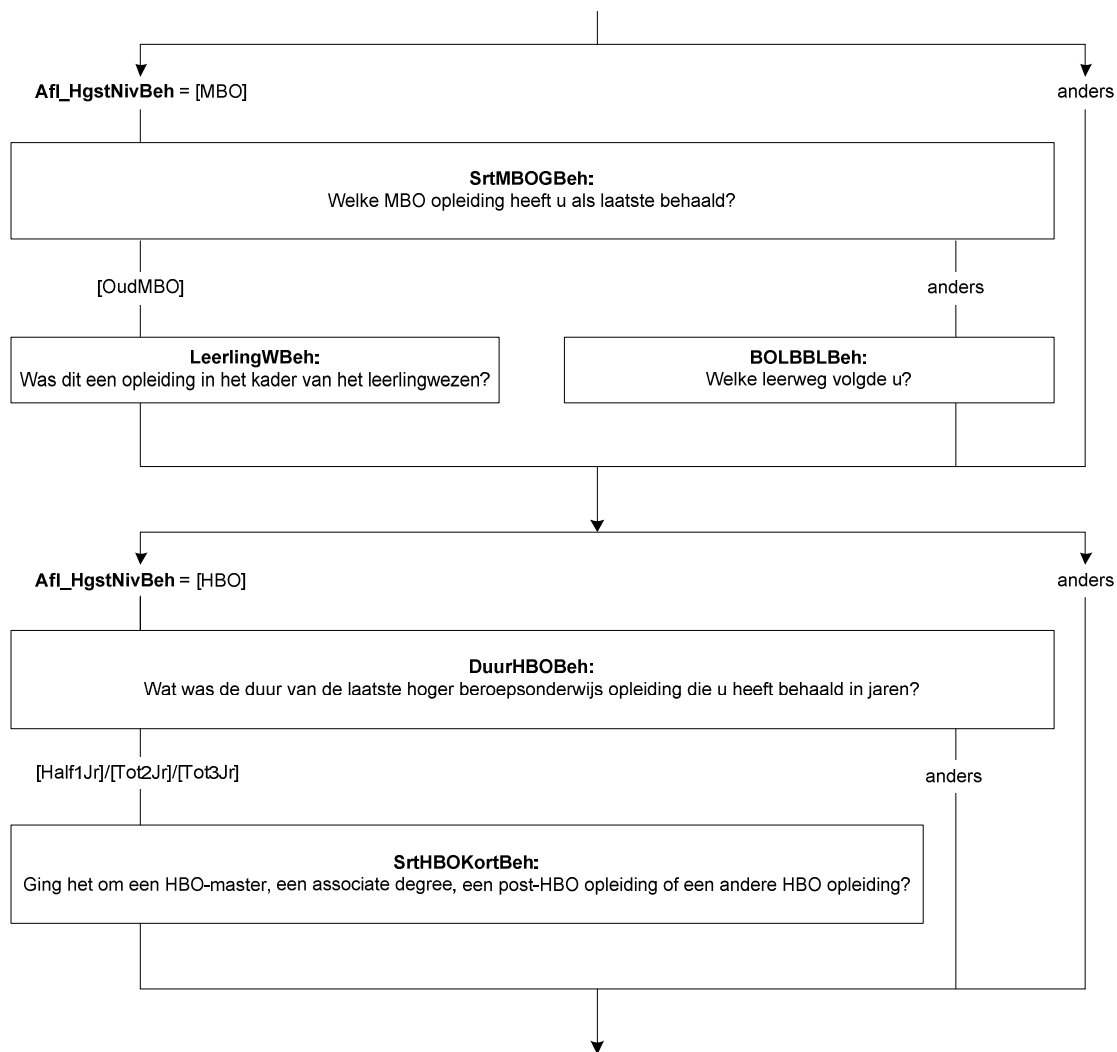 Afl_HgstNivBeh = [MBO]
anders
SrtMBOGBeh:
Welke MBO opleiding heeft u als laatste behaald?
[OudMBO]
anders
LeerlingWBeh:
Was dit een opleiding in het kader van het leerlingwezen?
BOLBBLBeh:
Welke leerweg volgde u?
Afl_HgstNivBeh = [HBO]
anders
DuurHBOBeh:
Wat was de duur van de laatste hoger beroepsonderwijs opleiding die u heeft behaald in jaren?
[Half1Jr]/[Tot2Jr]/[Tot3Jr]
anders
SrtHBOKortBeh:
Ging het om een HBO-master, een associate degree, een post-HBO opleiding of een andere HBO opleiding?